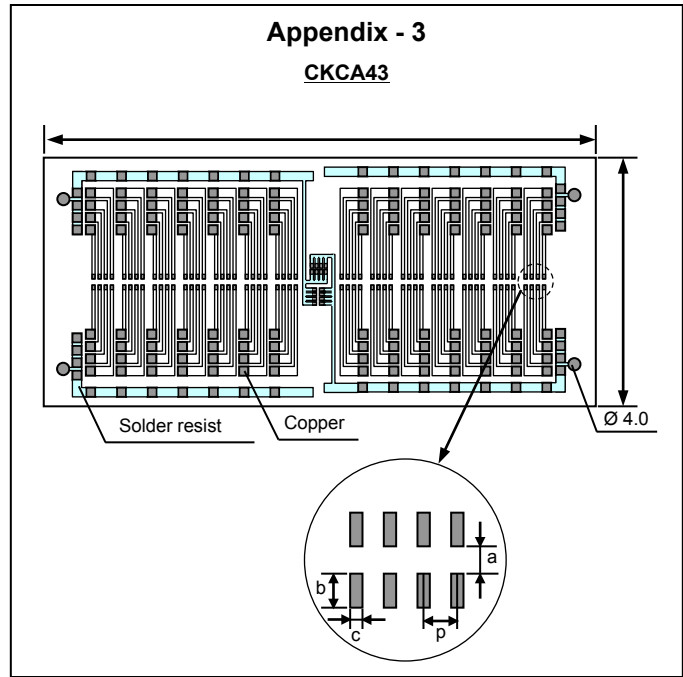 Appendix - 3
CKCA43
Solder resist
Copper
Ø 4.0
a
b
p
c